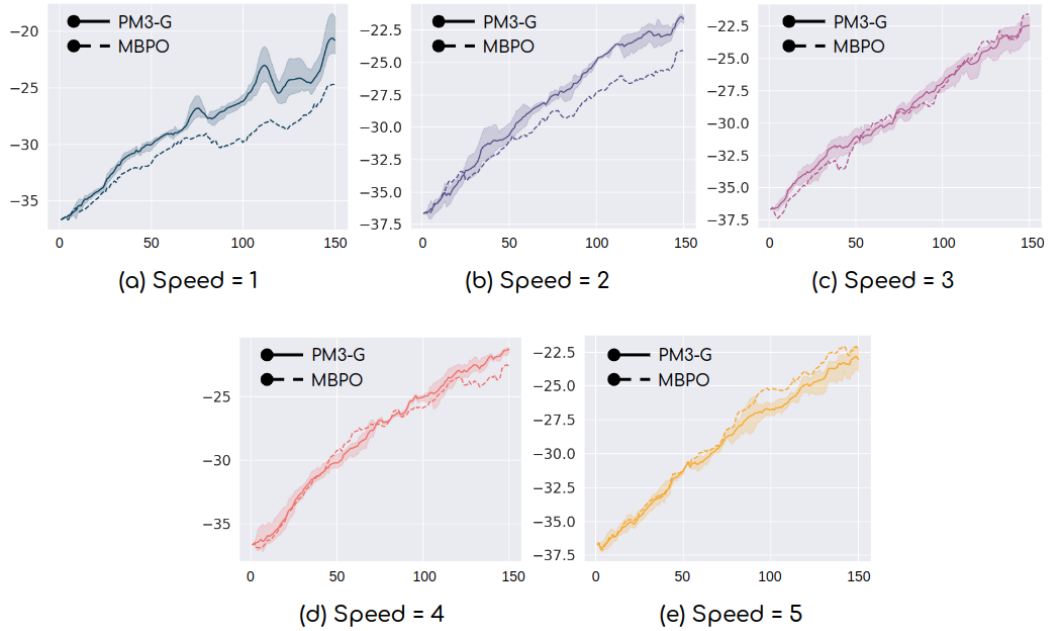 PM3-G
MBPO
−20
−25
−30
−35
0 50 100 150
(a) Speed = 1
PM3-G
MBPO
−22.5
−25.0
−27.5
−30.0
−32.5
−35.0
−37.5
0 50 100 150
(b) Speed = 2
PM3-G
MBPO
−22.5
−25.0
−27.5
−30.0
−32.5
−35.0
−37.5
0 50 100 150
(c) Speed = 3
PM3-G
MBPO
−25
−30
−35
0 50 100 150
(d) Speed = 4
PM3-G
MBPO
−22.5
−25.0
−27.5
−30.0
−32.5
−35.0
−37.5
0 50 100 150
(e) Speed = 5